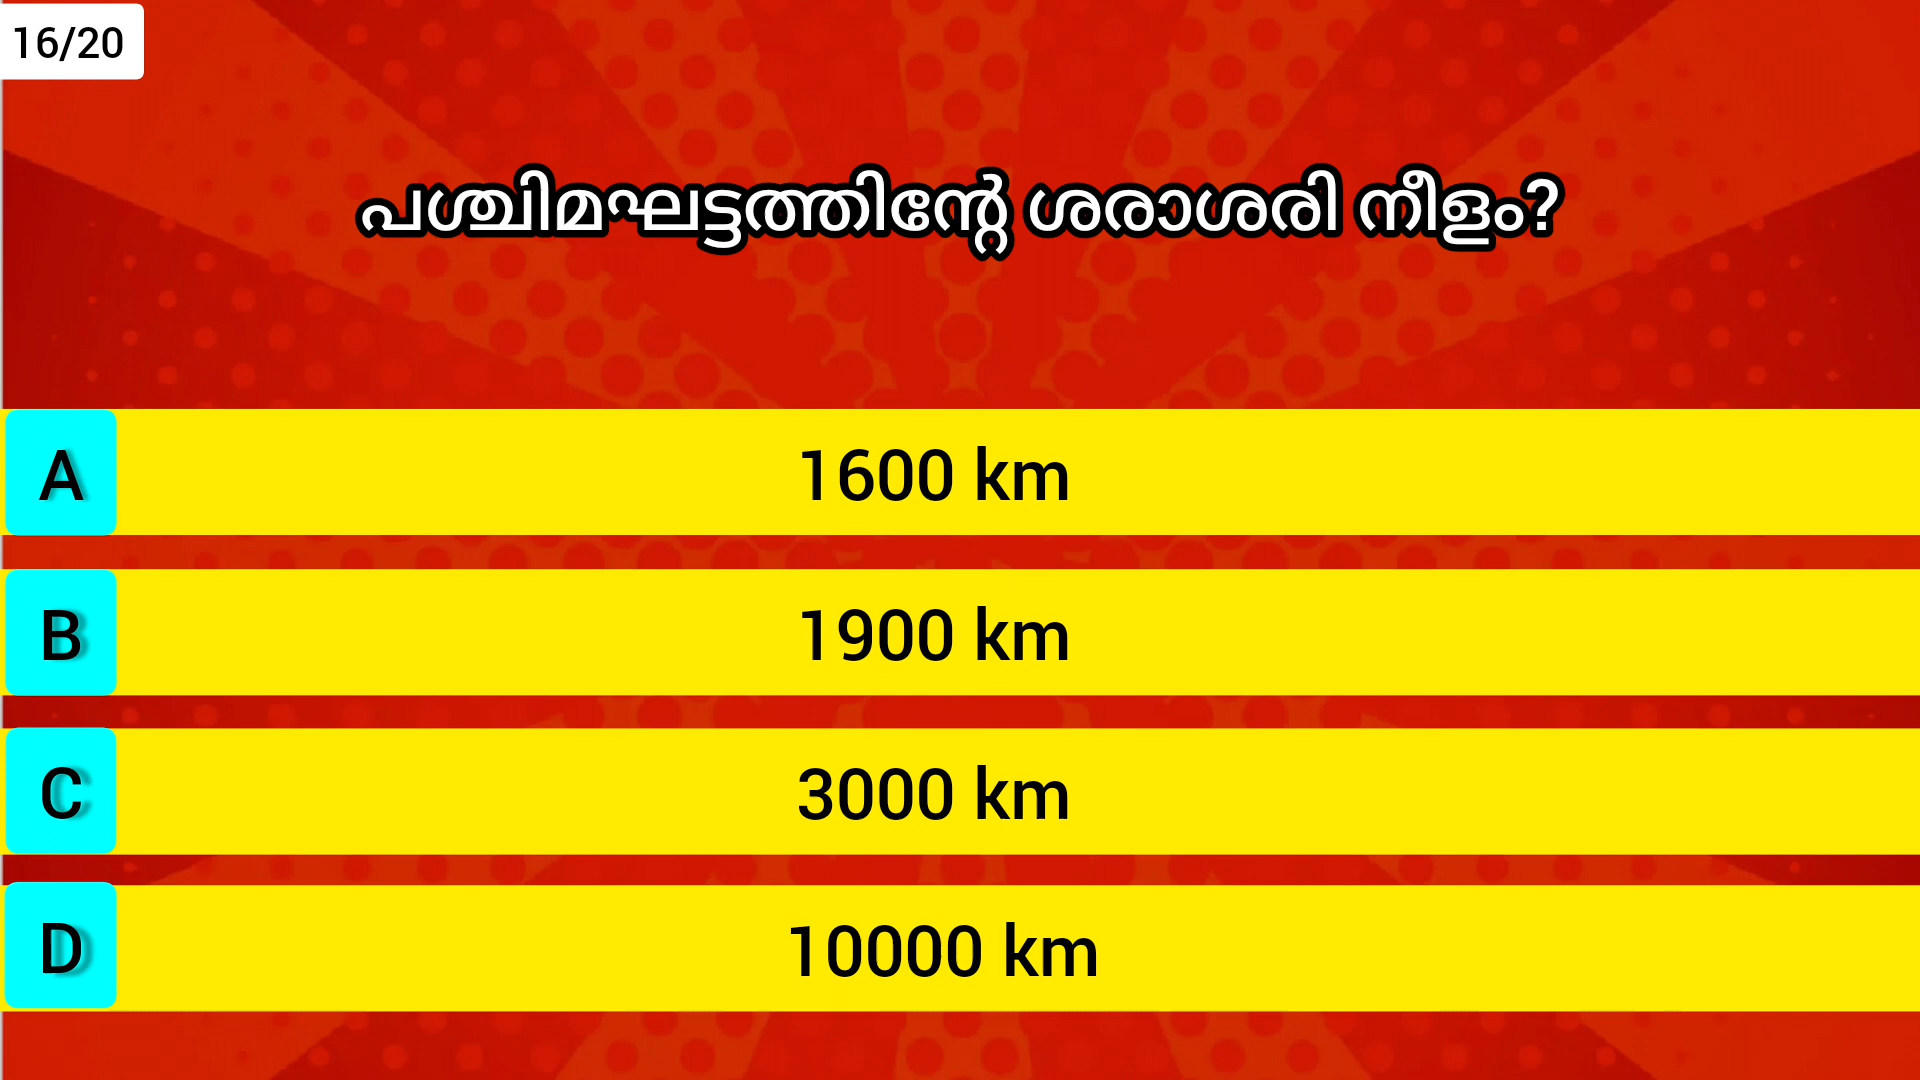 16/20
പശ്ചിമഘട്ടത്തിന്റേ ശരാശരി നീളം?
A 1600 km
B 1900 km
C 3000 km
D 10000 km